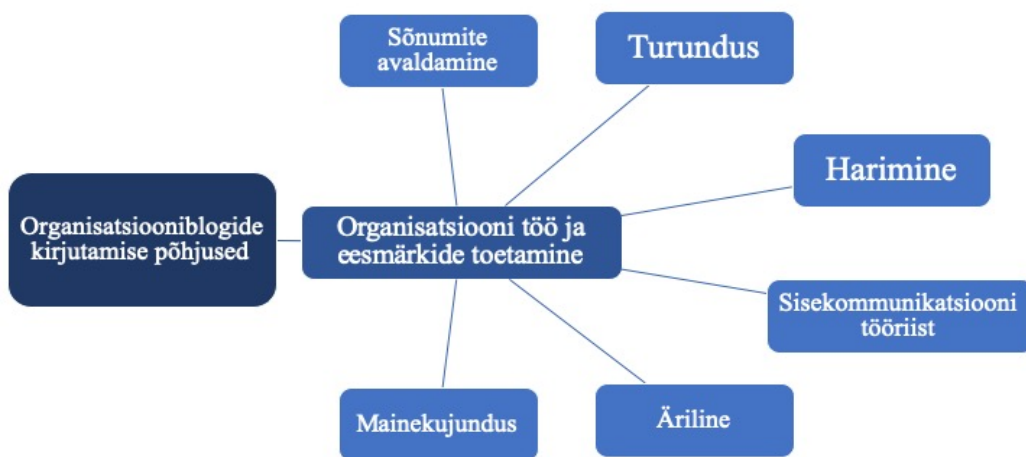 Sõnumite
avaldamine
Turundus
Harimine
Organisatsiooniblogide
kirjutamise põhjused
Organisatsiooni töö ja
eesmärkide toetamine
Sisekommunikatsiooni
tööriist
Mainekujundus
Äriline